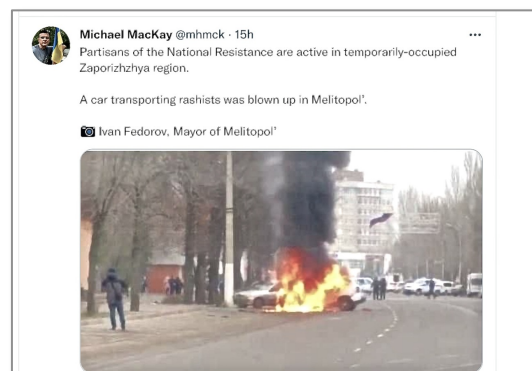 Michael MacKay @mhmck · 15h
Partisans of the National Resistance are active in temporarily-occupied
Zaporizhzhya region.
A car transporting rashists was blown up in Melitopol’.
📷 Ivan Fedorov, Mayor of Melitopol’